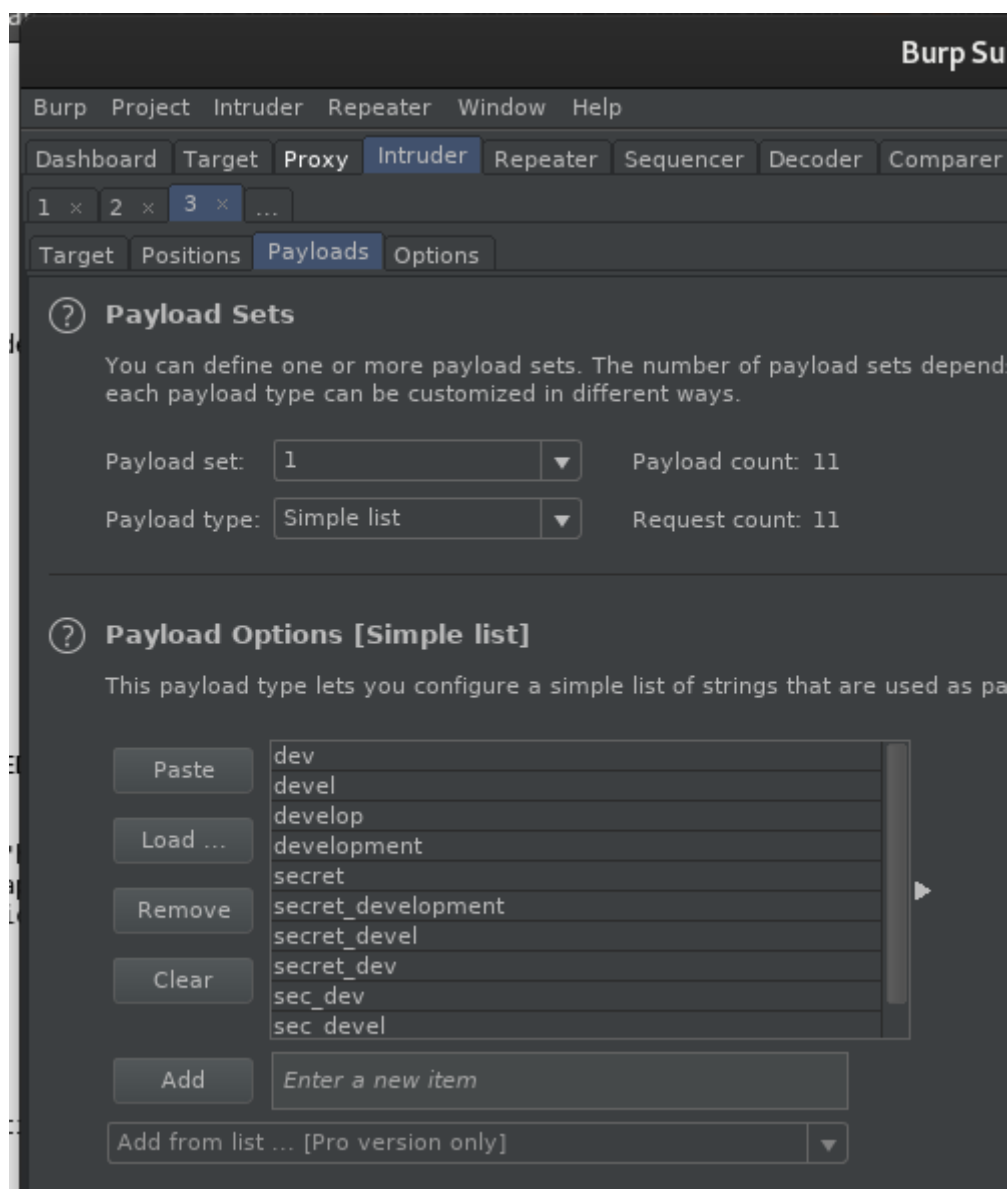 Burp Su
Burp Project Intruder Repeater Window Help
Dashboard Target Proxy Intruder Repeater Sequencer Decoder Comparer
1 × 2 × 3 × ...
Target Positions Payloads Options
? Payload Sets
You can define one or more payload sets. The number of payload sets depends
each payload type can be customized in different ways.
Payload set: 1 Payload count: 11
Payload type: Simple list Request count: 11
? Payload Options [Simple list]
This payload type lets you configure a simple list of strings that are used as pa
Paste
Load ...
Remove
Clear
dev
devel
develop
development
secret
secret_development
secret_devel
secret_dev
sec_dev
sec_devel
Add Enter a new item
Add from list ... [Pro version only]